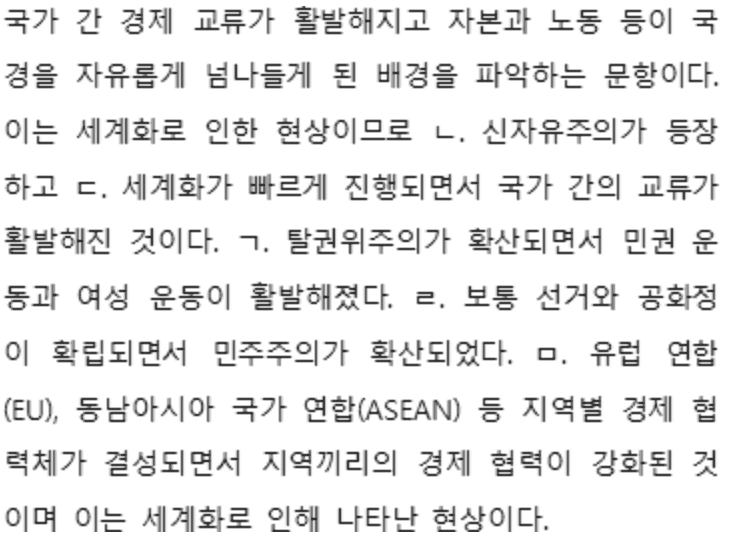 국가 간 경제 교류가 활발해지고 자본과 노동 등이 국
경을 자유롭게 넘나들게 된 배경을 파악하는 문항이다.
이는 세계화로 인한 현상이므로 ㄴ. 신자유주의가 등장
하고 ㄷ. 세계화가 빠르게 진행되면서 국가 간의 교류가
활발해진 것이다. ㄱ. 탈권위주의가 확산되면서 민권 운
동과 여성 운동이 활발해졌다. ㄹ. 보통 선거와 공화정
이 확립되면서 민주주의가 확산되었다. ㅁ. 유럽 연합
(EU), 동남아시아 국가 연합(ASEAN) 등 지역별 경제 협
력체가 결성되면서 지역끼리의 경제 협력이 강화된 것
이며 이는 세계화로 인해 나타난 현상이다.